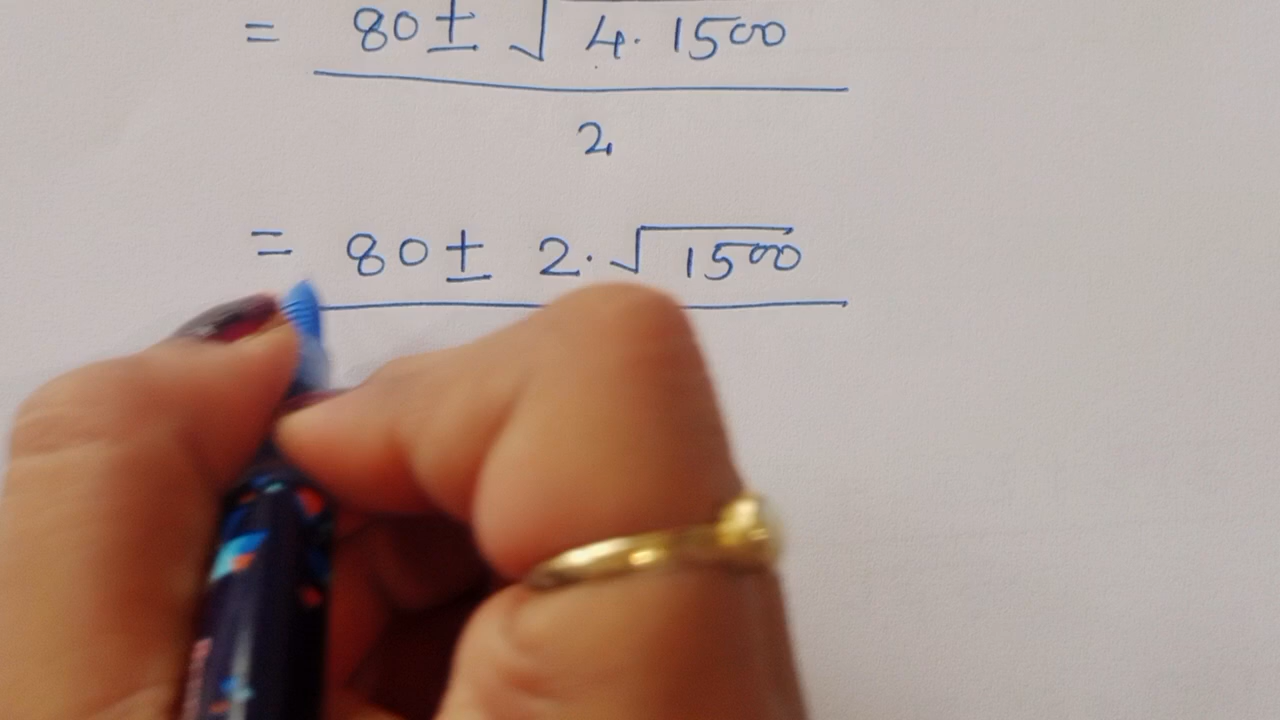 = 80 ± √4. 1500
2
= 80 ± 2. √1500